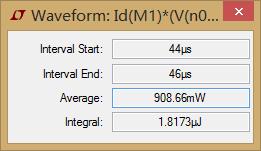 Waveform: Id(M1)*(V(n0...
Interval Start: 44µs
Interval End: 46µs
Average: 908.66mW
Integral: 1.8173µJ